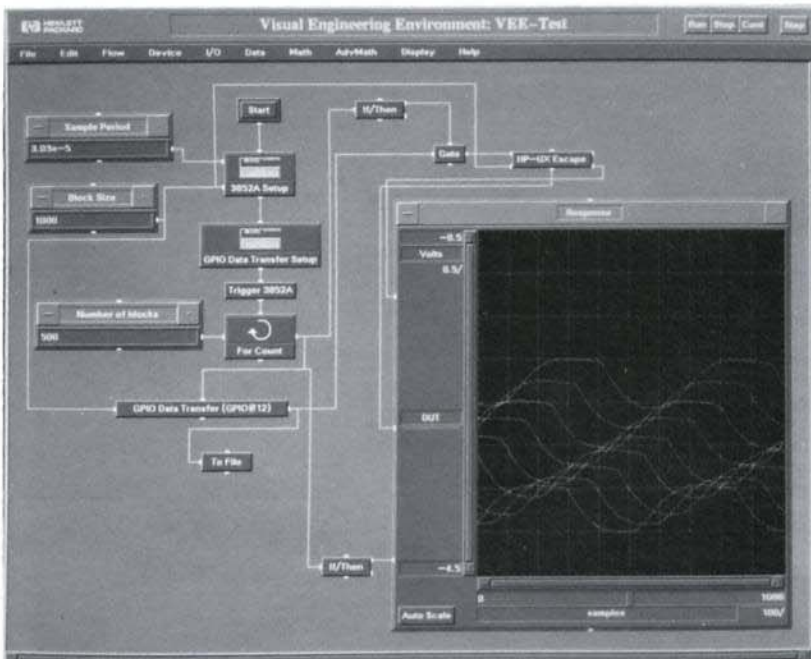 HEWLETT PACKARD
Visual Engineering Environment: VEE-Test
Run Stop Cont
File Edit Flow Device I/O Data Math AdvMath Display Help
Start
If/Then
Sample Period
3.03e-5
Gate
HP-UX Escape
3852A Setup
Block Size
1000
Response
-0.5
Volts
0.5/
GPIO Data Transfer Setup
Trigger 3852A
Number of blocks
500
For Count
GPIO Data Transfer (GPIO@12)
DUT
To File
If/Then
-4.5
0
1000
Auto Scale
samples
100/